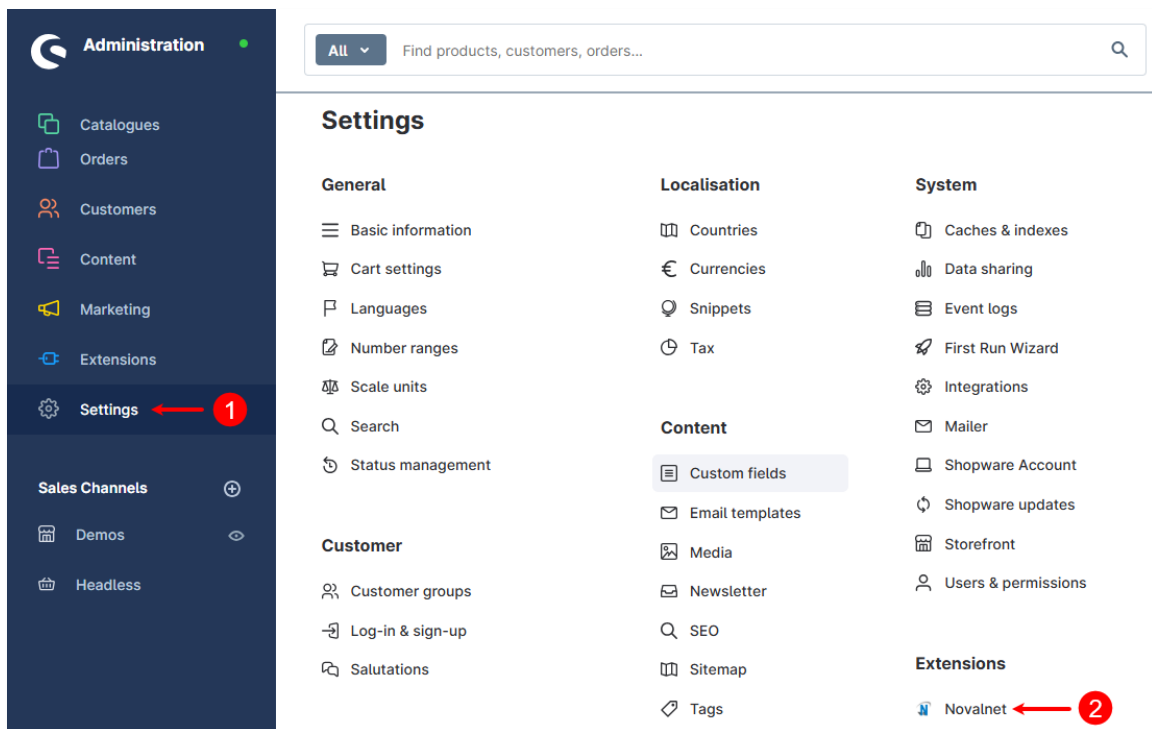 Administration
All
Find products, customers, orders...
Catalogues
Orders
Customers
Content
Marketing
Extensions
Settings
1
Sales Channels
Demos
Headless
Settings
General
Basic information
Cart settings
Languages
Number ranges
Scale units
Search
Status management
Customer
Customer groups
Log-in & sign-up
Salutations
Localisation
Countries
€ Currencies
Snippets
Tax
Content
Custom fields
Email templates
Media
Newsletter
SEO
Sitemap
Tags
System
Caches & indexes
Data sharing
Event logs
First Run Wizard
Integrations
Mailer
Shopware Account
Shopware updates
Storefront
Users & permissions
Extensions
N Novalnet
2